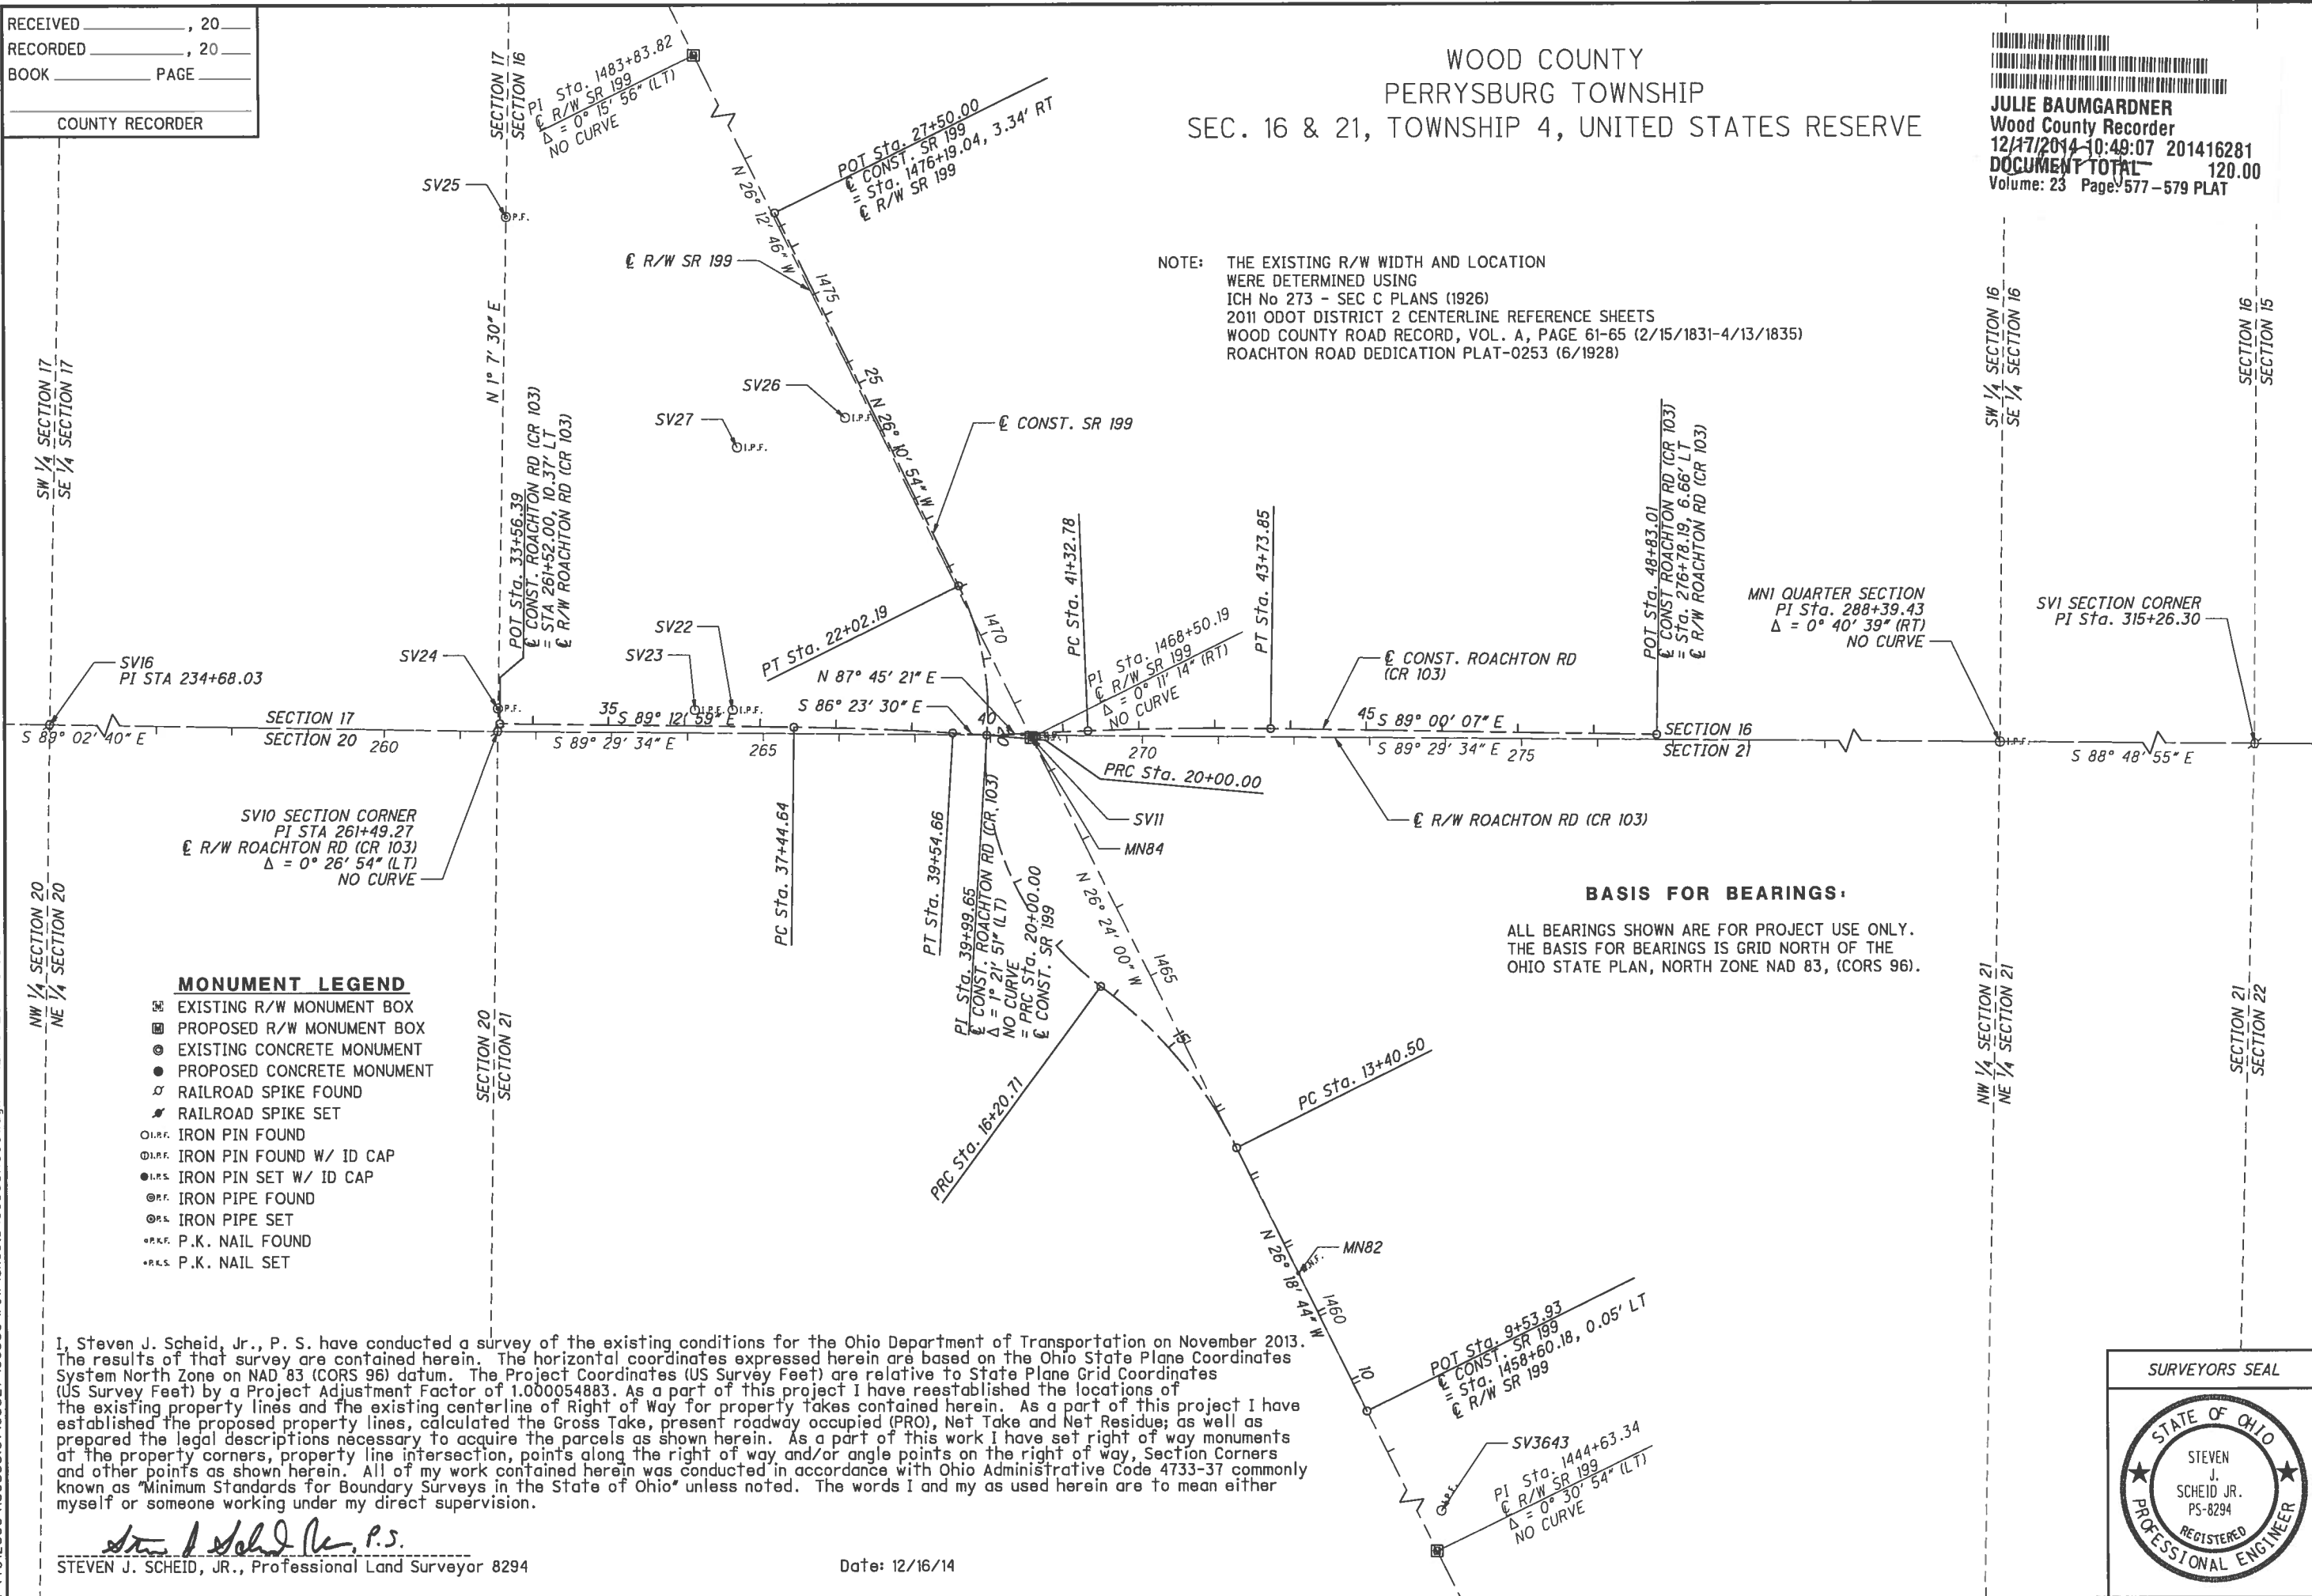 RECEIVED ________, 20__
RECORDED ________, 20__
BOOK ______ PAGE ____
COUNTY RECORDER
WOOD COUNTY
PERRYSBURG TOWNSHIP
SEC. 16 & 21, TOWNSHIP 4, UNITED STATES RESERVE
JULIE BAUMGARDNER
Wood County Recorder
12/17/2014 10:49:07 201416281
DOCUMENT TOTAL 120.00
Volume: 23 Page: 577-579 PLAT
SECTION 17
SECTION 16
PI Sta. 1483+83.82
℄ R/W SR 199
Δ = 0° 15' 56" (LT)
NO CURVE
POT Sta. 27+50.00
℄ CONST. SR 199
= Sta. 1476+19.04, 3.34' RT
℄ R/W SR 199
N 26° 12' 46" W
SV25
P.F.
℄ R/W SR 199
1475
NOTE: THE EXISTING R/W WIDTH AND LOCATION
WERE DETERMINED USING
ICH No 273 - SEC C PLANS (1926)
2011 ODOT DISTRICT 2 CENTERLINE REFERENCE SHEETS
WOOD COUNTY ROAD RECORD, VOL. A, PAGE 61-65 (2/15/1831-4/13/1835)
ROACHTON ROAD DEDICATION PLAT-0253 (6/1928)
SW 1/4 SECTION 17
SE 1/4 SECTION 17
N 1° 7' 30" E
SW 1/4 SECTION 16
SE 1/4 SECTION 16
SECTION 16
SECTION 15
25
SV26
I.P.F.
SV27
I.P.F.
N 26° 10' 54" W
℄ CONST. SR 199
POT Sta. 33+56.39
℄ CONST. ROACHTON RD (CR 103)
= STA 261+52.00, 10.37' LT
℄ R/W ROACHTON RD (CR 103)
PC Sta. 41+32.78
PT Sta. 43+73.85
POT Sta. 48+83.01
℄ CONST ROACHTON RD (CR 103)
= Sta. 276+78.19, 6.66' LT
℄ R/W ROACHTON RD (CR 103)
MN1 QUARTER SECTION
PI Sta. 288+39.43
Δ = 0° 40' 39" (RT)
NO CURVE
SV1 SECTION CORNER
PI Sta. 315+26.30
SV16
PI STA 234+68.03
SV24
P.F.
SV22
SV23
I.P.F.
I.P.F.
PT Sta. 22+02.19
1470
N 87° 45' 21" E
S 86° 23' 30" E
PI Sta. 1468+50.19
℄ R/W SR 199
Δ = 0° 11' 14" (RT)
NO CURVE
℄ CONST. ROACHTON RD
(CR 103)
SECTION 17
SECTION 20
S 89° 02' 40" E
260
35
S 89° 12' 59" E
S 89° 29' 34" E
265
40
20
270
45
S 89° 00' 07" E
S 89° 29' 34" E
275
SECTION 16
SECTION 21
I.P.F.
S 88° 48' 55" E
PRC Sta. 20+00.00
SV11
MN84
℄ R/W ROACHTON RD (CR 103)
SV10 SECTION CORNER
PI STA 261+49.27
℄ R/W ROACHTON RD (CR 103)
Δ = 0° 26' 54" (LT)
NO CURVE
PC Sta. 37+44.64
PT Sta. 39+54.66
PI Sta. 39+99.65
℄ CONST. ROACHTON RD (CR 103)
Δ = 1° 21' 51" (LT)
NO CURVE
= PRC Sta. 20+00.00
℄ CONST. SR 199
N 26° 24' 00" W
1465
BASIS FOR BEARINGS:
ALL BEARINGS SHOWN ARE FOR PROJECT USE ONLY.
THE BASIS FOR BEARINGS IS GRID NORTH OF THE
OHIO STATE PLAN, NORTH ZONE NAD 83, (CORS 96).
NW 1/4 SECTION 20
NE 1/4 SECTION 20
SECTION 20
SECTION 21
NW 1/4 SECTION 21
NE 1/4 SECTION 21
SECTION 21
SECTION 22
15
PRC Sta. 16+20.71
PC Sta. 13+40.50
MONUMENT LEGEND
EXISTING R/W MONUMENT BOX
PROPOSED R/W MONUMENT BOX
EXISTING CONCRETE MONUMENT
PROPOSED CONCRETE MONUMENT
RAILROAD SPIKE FOUND
RAILROAD SPIKE SET
I.P.F. IRON PIN FOUND
I.P.F. IRON PIN FOUND W/ ID CAP
I.P.S. IRON PIN SET W/ ID CAP
P.F. IRON PIPE FOUND
P.S. IRON PIPE SET
P.K.F. P.K. NAIL FOUND
P.K.S. P.K. NAIL SET
MN82
N 26° 18' 44" W
1460
10
POT Sta. 9+53.93
℄ CONST. SR 199
= Sta. 1458+60.18, 0.05' LT
℄ R/W SR 199
SV3643
I.P.F.
PI Sta. 1444+63.34
℄ R/W SR 199
Δ = 0° 30' 54" (LT)
NO CURVE
I, Steven J. Scheid, Jr., P. S. have conducted a survey of the existing conditions for the Ohio Department of Transportation on November 2013.
The results of that survey are contained herein. The horizontal coordinates expressed herein are based on the Ohio State Plane Coordinates
System North Zone on NAD 83 (CORS 96) datum. The Project Coordinates (US Survey Feet) are relative to State Plane Grid Coordinates
(US Survey Feet) by a Project Adjustment Factor of 1.000054883. As a part of this project I have reestablished the locations of
the existing property lines and the existing centerline of Right of Way for property takes contained herein. As a part of this project I have
established the proposed property lines, calculated the Gross Take, present roadway occupied (PRO), Net Take and Net Residue; as well as
prepared the legal descriptions necessary to acquire the parcels as shown herein. As a part of this work I have set right of way monuments
at the property corners, property line intersection, points along the right of way and/or angle points on the right of way, Section Corners
and other points as shown herein. All of my work contained herein was conducted in accordance with Ohio Administrative Code 4733-37 commonly
known as "Minimum Standards for Boundary Surveys in the State of Ohio" unless noted. The words I and my as used herein are to mean either
myself or someone working under my direct supervision.
P.S.
STEVEN J. SCHEID, JR., Professional Land Surveyor 8294
Date: 12/16/14
SURVEYORS SEAL
STATE OF OHIO
STEVEN
J.
SCHEID JR.
PS-8294
REGISTERED
PROFESSIONAL ENGINEER